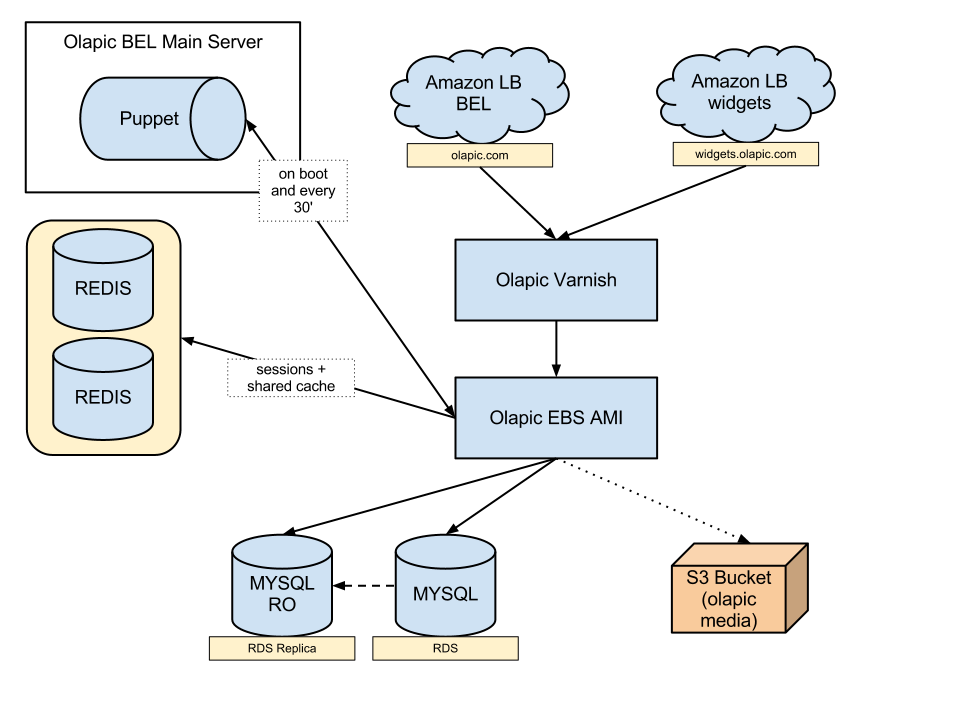 Olapic BEL Main Server
Puppet
on boot
and every
30'
Amazon LB
BEL
olapic.com
Amazon LB
widgets
widgets.olapic.com
Olapic Varnish
REDIS
REDIS
sessions +
shared cache
Olapic EBS AMI
MYSQL
RO
RDS Replica
MYSQL
RDS
S3 Bucket
(olapic
media)